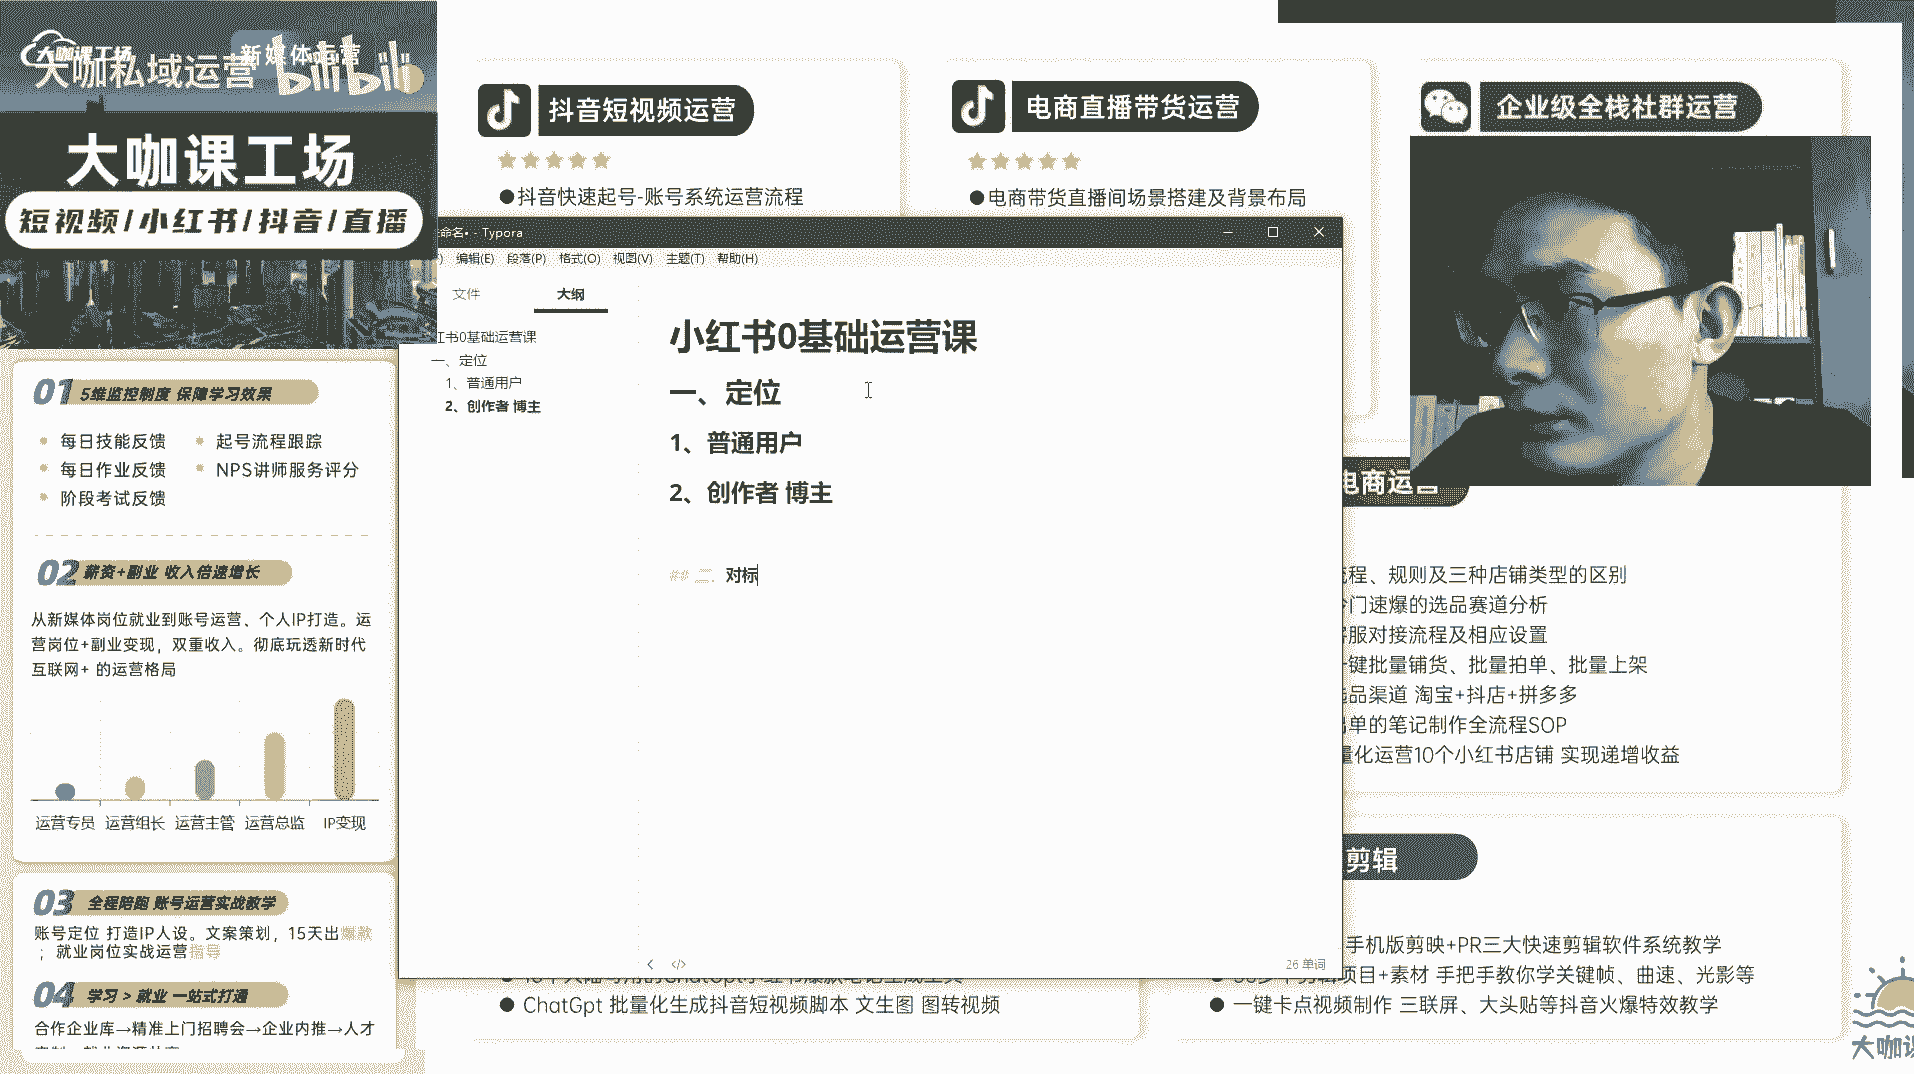 大咖课工场
大咖私域运营
新媒体运营
bilibili
大咖课工场
短视频/小红书/抖音/直播
01 5维监控制度 保障学习效果
每日技能反馈 起号流程跟踪
每日作业反馈 NPS讲师服务评分
阶段考试反馈
02 薪资+副业 收入倍速增长
从新媒体岗位就业到账号运营、个人IP打造。运
营岗位+副业变现，双重收入。彻底玩透新时代
互联网+ 的运营格局
运营专员 运营组长 运营主管 运营总监 IP变现
03 全程陪跑 账号运营实战教学
账号定位 打造IP人设。文案策划，15天出爆款
；就业岗位实战运营指导
04 学习 > 就业 一站式打通
合作企业库→精准上门招聘会→企业内推→人才
抖音短视频运营
●抖音快速起号-账号系统运营流程
电商直播带货运营
●电商带货直播间场景搭建及背景布局
企业级全栈社群运营
命名• - Typora
编辑(E) 段落(P) 格式(O) 视图(V) 主题(T) 帮助(H)
文件 大纲
红书0基础运营课
一、定位
1、普通用户
2、创作者 博主
小红书0基础运营课
一、定位
1、普通用户
2、创作者 博主
## 二、对标
26 单词
电商运营
流程、规则及三种店铺类型的区别
冷门速爆的选品赛道分析
客服对接流程及相应设置
一键批量铺货、批量拍单、批量上架
选品渠道 淘宝+抖店+拼多多
出单的笔记制作全流程SOP
量化运营10个小红书店铺 实现递增收益
剪辑
手机版剪映+PR三大快速剪辑软件系统教学
项目+素材 手把手教你学关键帧、曲速、光影等
● 一键卡点视频制作 三联屏、大头贴等抖音火爆特效教学
● ChatGpt 批量化生成抖音短视频脚本 文生图 图转视频
大咖课